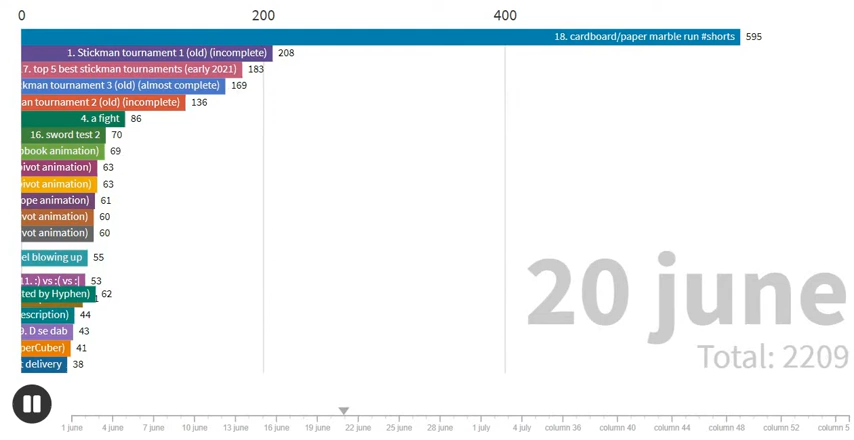 0 200 400
18. cardboard/paper marble run #shorts 595
1. Stickman tournament 1 (old) (incomplete) 208
7. top 5 best stickman tournaments (early 2021) 183
kman tournament 3 (old) (almost complete) 169
an tournament 2 (old) (incomplete) 136
4. a fight 86
16. sword test 2 70
pbook animation) 69
pivot animation) 63
pivot animation) 63
ope animation) 61
vot animation) 60
vot animation) 60
el blowing up 55
11. :) vs :( vs :| 53
ted by Hyphen) 62
escription) 44
9. D se dab 43
perCuber) 41
t delivery 38
20 june
Total: 2209
1 june 4 june 7 june 10 june 13 june 16 june 19 june 22 june 25 june 28 june 1 july 4 july column 36 column 40 column 44 column 48 column 52 column 5